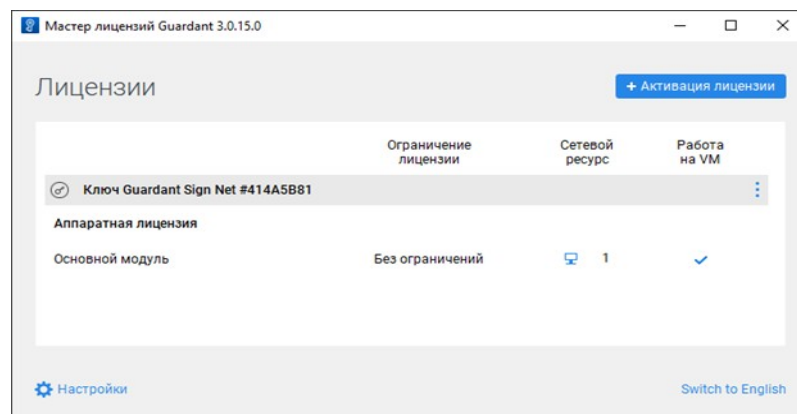 Мастер лицензий Guardant 3.0.15.0
Лицензии
+ Активация лицензии
Ограничение
лицензии
Сетевой
ресурс
Работа
на VM
Ключ Guardant Sign Net #414A5B81
Аппаратная лицензия
Основной модуль
Без ограничений
1
Настройки
Switch to English